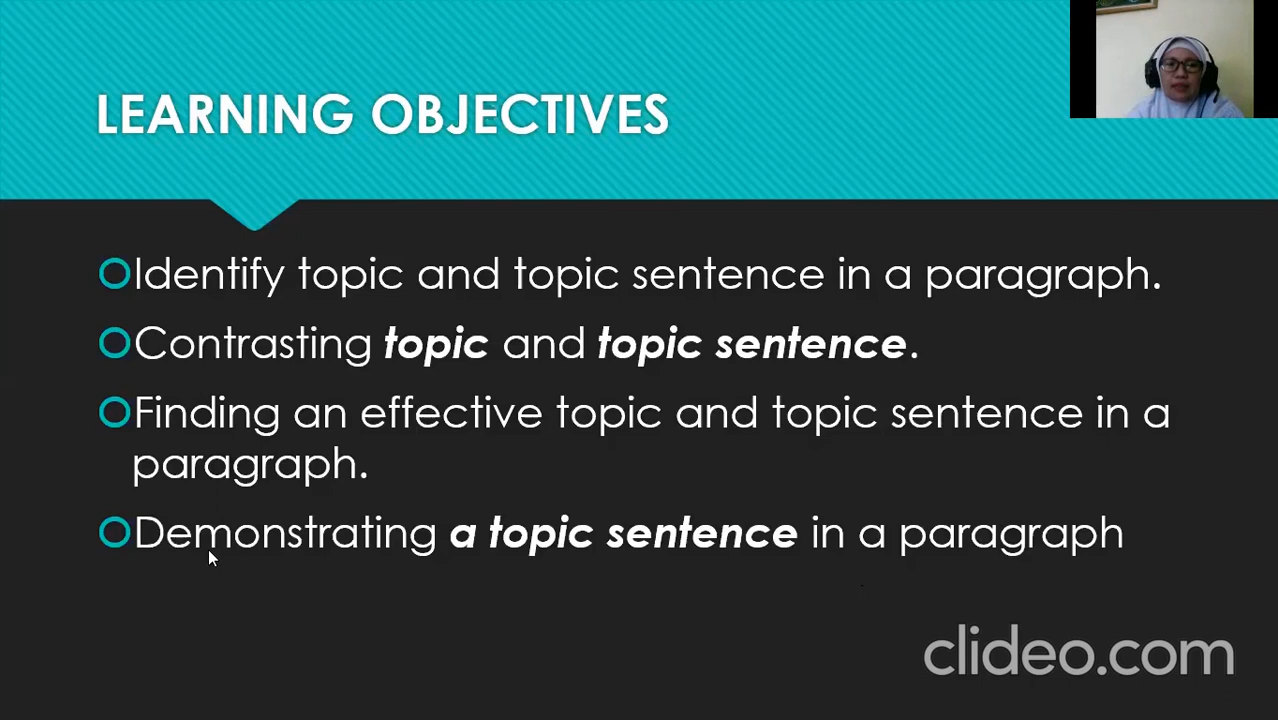 LEARNING OBJECTIVES
Identify topic and topic sentence in a paragraph.
Contrasting topic and topic sentence.
Finding an effective topic and topic sentence in a
paragraph.
Demonstrating a topic sentence in a paragraph
clideo.com